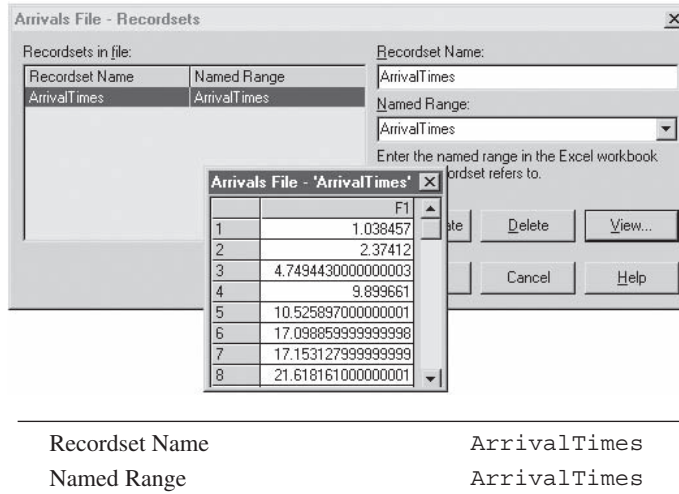 Arrivals File - Recordsets
Recordsets in file:
Recordset Name Named Range
ArrivalTimes ArrivalTimes
Recordset Name:
ArrivalTimes
Named Range:
ArrivalTimes
Enter the named range in the Excel workbook
ordset refers to.
ate Delete View...
Cancel Help
Arrivals File - 'ArrivalTimes'
F1
1 1.038457
2 2.37412
3 4.7494430000000003
4 9.899661
5 10.525897000000001
6 17.098859999999998
7 17.153127999999999
8 21.618161000000001
Recordset Name ArrivalTimes
Named Range ArrivalTimes